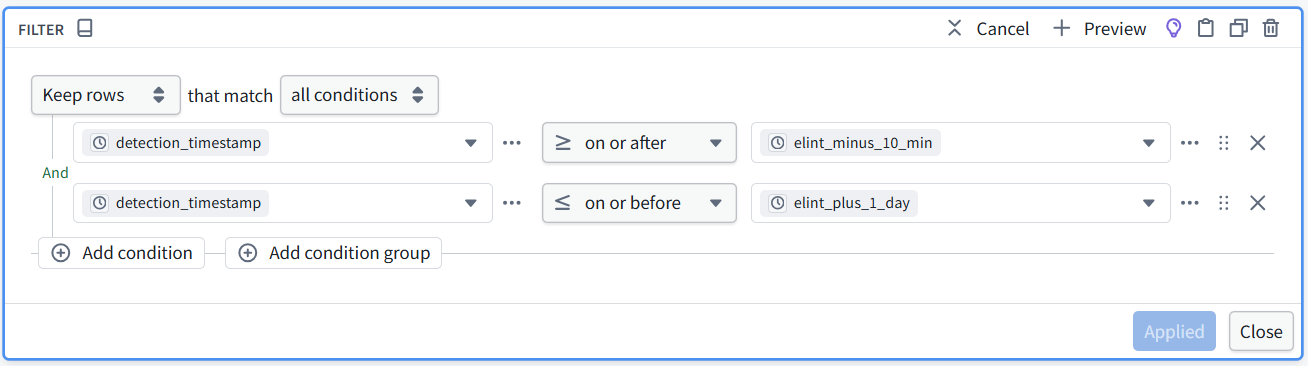 FILTER Cancel Preview
Keep rows that match all conditions
detection_timestamp ≥ on or after elint_minus_10_min
And
detection_timestamp ≤ on or before elint_plus_1_day
Add condition Add condition group
Applied Close